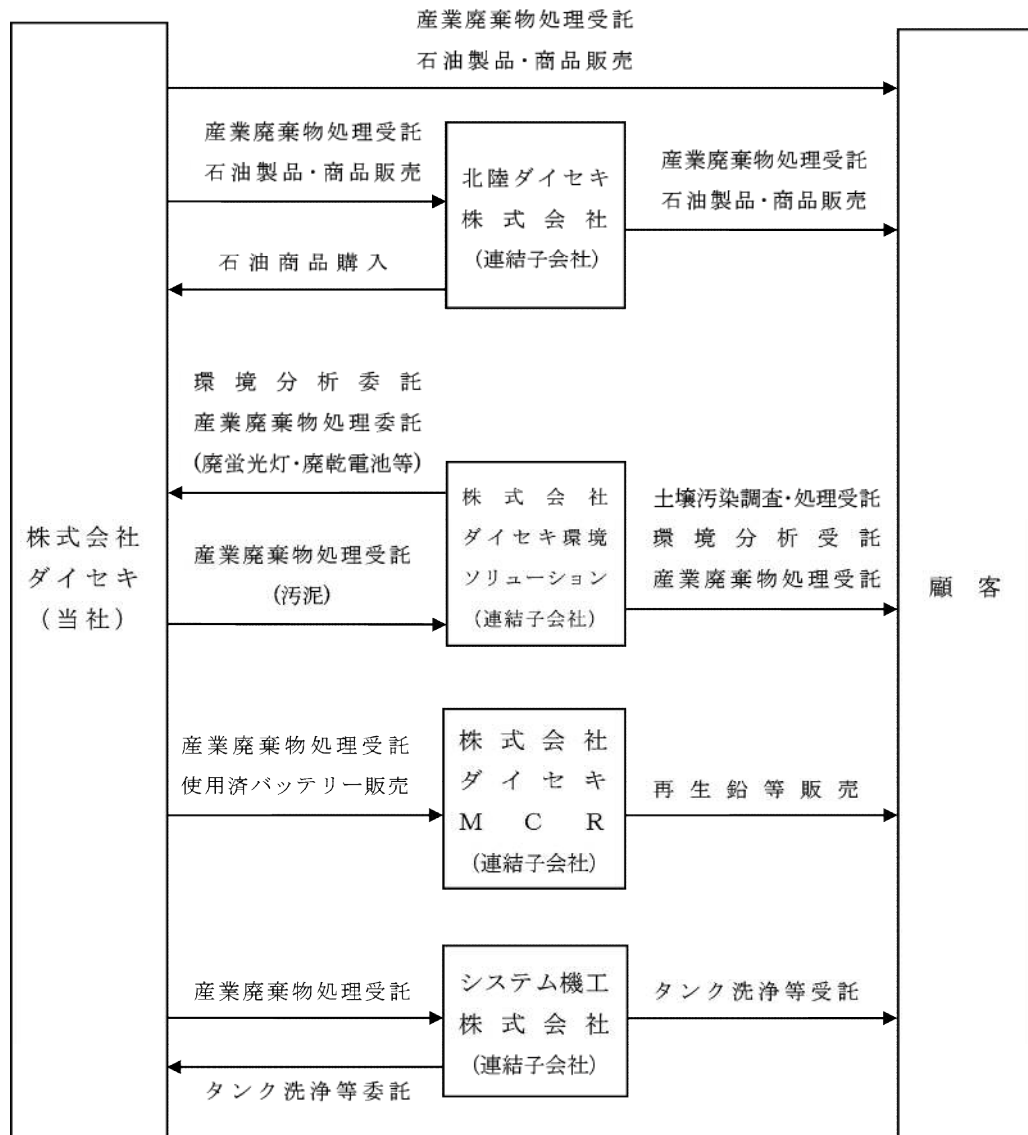 産業廃棄物処理受託
石油製品・商品販売
産業廃棄物処理受託
石油製品・商品販売
北陸ダイセキ
株式会社
(連結子会社)
産業廃棄物処理受託
石油製品・商品販売
石油商品購入
環境分析委託
産業廃棄物処理委託
(廃蛍光灯・廃乾電池等)
株式会社
ダイセキ環境
ソリューション
(連結子会社)
土壌汚染調査・処理受託
環境分析受託
産業廃棄物処理受託
株式会社
ダイセキ
(当社)
産業廃棄物処理受託
(汚泥)
顧客
産業廃棄物処理受託
使用済バッテリー販売
株式会社
ダイセキ
MCR
(連結子会社)
再生鉛等販売
産業廃棄物処理受託
システム機工
株式会社
(連結子会社)
タンク洗浄等受託
タンク洗浄等委託